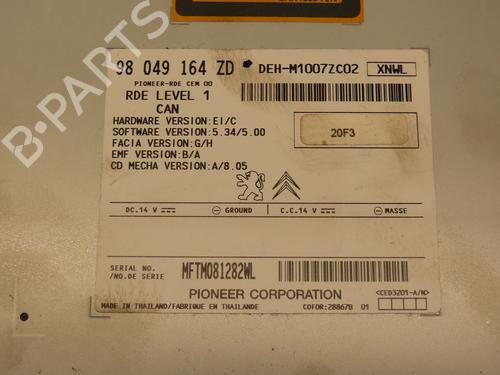 B-PARTS
98 049 164 ZD DEH-M1007ZC02 XNWL
PIONEER-RDE CEM 00
RDE LEVEL 1
CAN
HARDWARE VERSION:EI/C
SOFTWARE VERSION:5.34/5.00
FACIA VERSION:G/H
EMF VERSION:B/A
CD MECHA VERSION:A/8.05
20F3
DC.14 V GROUND C.C.14 V MASSE
SERIAL NO.
/NO.DE SERIE
MFTM081282WL
PIONEER CORPORATION
<CED3201-A/N>
MADE IN THAILAND/FABRIQUE EN THAILANDE COFOR:28867B 01